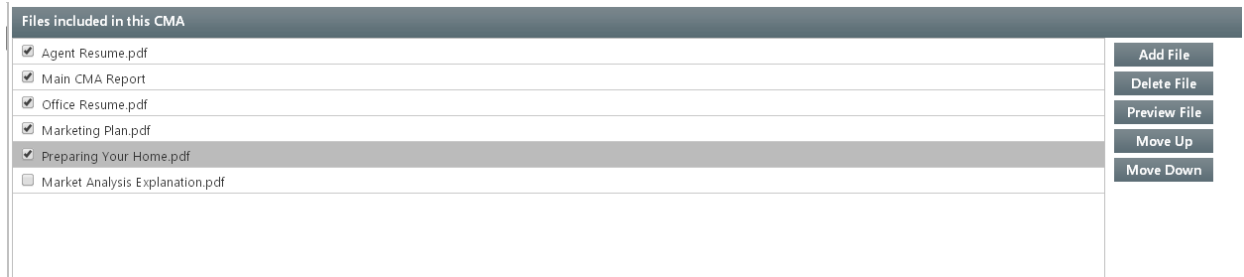 Files included in this CMA
Agent Resume.pdf
Main CMA Report
Office Resume.pdf
Marketing Plan.pdf
Preparing Your Home.pdf
Market Analysis Explanation.pdf
Add File
Delete File
Preview File
Move Up
Move Down